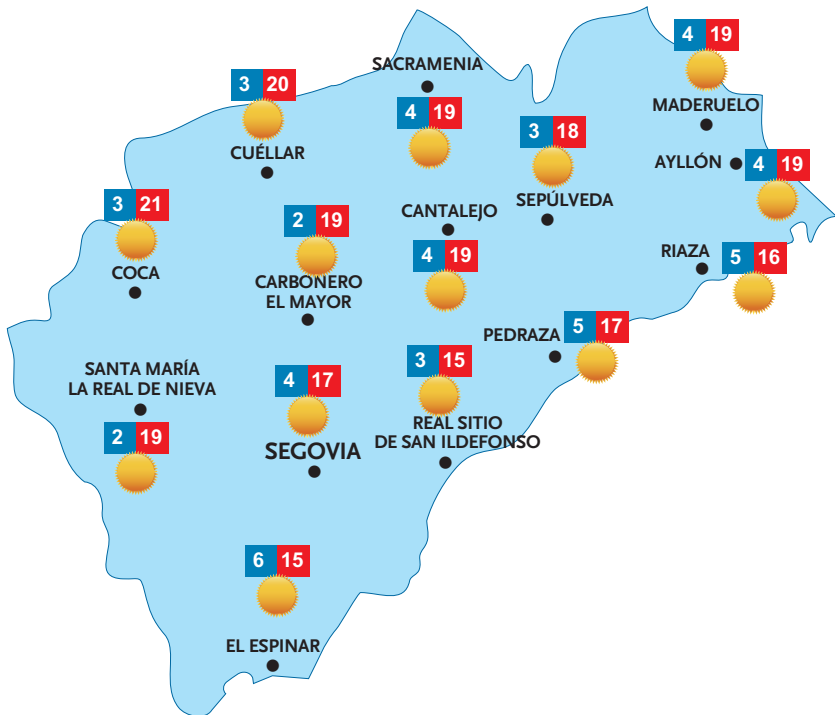 4 19
MADERUELO
SACRAMENIA
4 19
3 20
CUÉLLAR
3 18
SEPÚLVEDA
AYLLÓN
4 19
3 21
COCA
2 19
CARBONERO
EL MAYOR
CANTALEJO
4 19
RIAZA
5 16
PEDRAZA
5 17
SANTA MARÍA
LA REAL DE NIEVA
2 19
4 17
SEGOVIA
3 15
REAL SITIO
DE SAN ILDEFONSO
6 15
EL ESPINAR